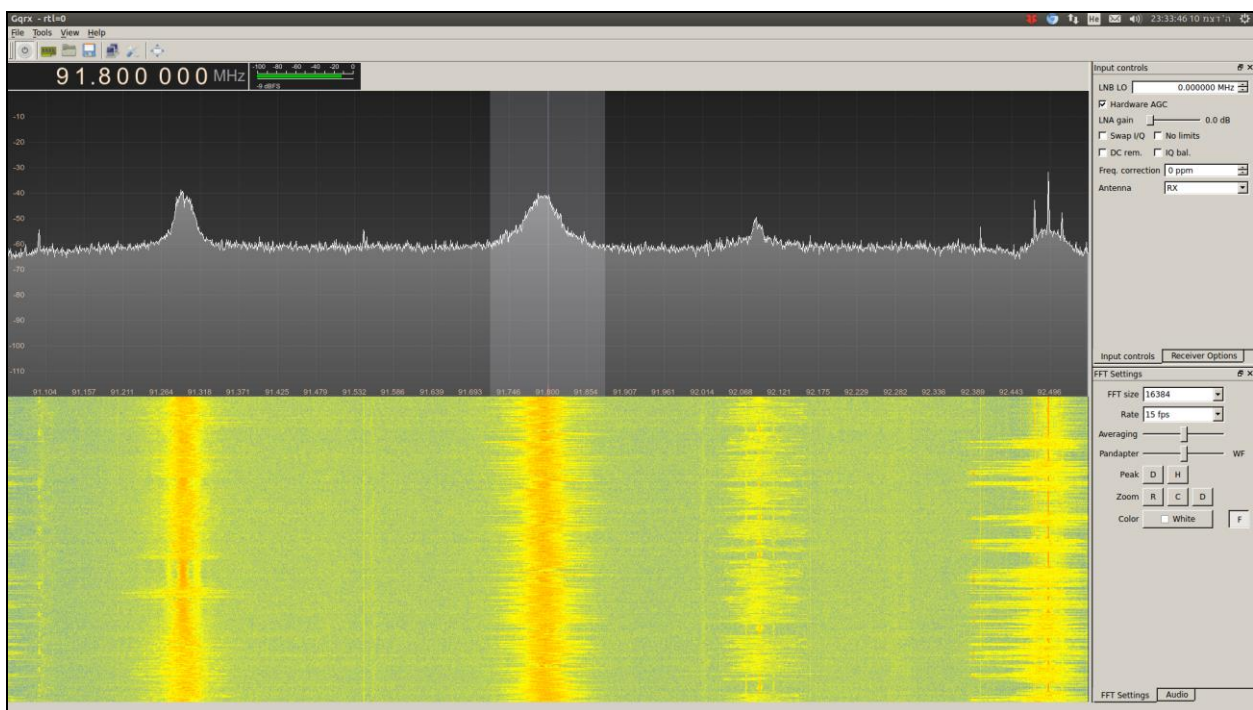 Gqrx - rtl=0
He 23:33:46 10 ה' דצמ
File Tools View Help
91.800 000 MHz
-100 -80 -60 -40 -20 0
-9 dBFS
-10
-20
-30
-40
-50
-60
-70
-80
-90
-100
-110
91.104 91.157 91.211 91.264 91.318 91.371 91.425 91.479 91.532 91.586 91.639 91.693 91.746 91.800 91.854 91.907 91.961 92.014 92.068 92.121 92.175 92.229 92.282 92.336 92.389 92.443 92.496
Input controls
LNB LO 0.000000 MHz
Hardware AGC
LNA gain 0.0 dB
Swap I/Q No limits
DC rem. IQ bal.
Freq. correction 0 ppm
Antenna RX
Input controls Receiver Options
FFT Settings
FFT size 16384
Rate 15 fps
Averaging
Pandapter WF
Peak D H
Zoom R C D
Color White F
FFT Settings Audio